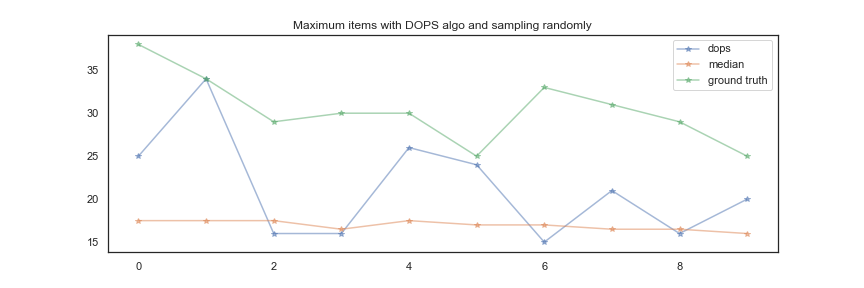 Maximum items with DOPS algo and sampling randomly
dops
median
ground truth
35
30
25
20
15
0 2 4 6 8